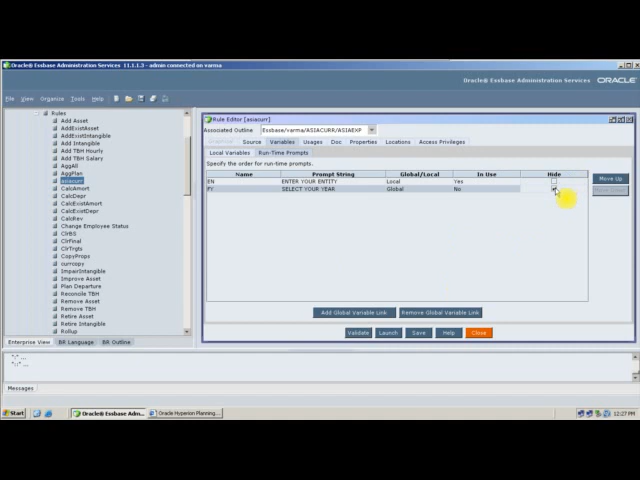 Oracle® Essbase Administration Services 11.1.1.3 - admin connected on varma
Oracle® Essbase Administration Services ORACLE
File View Organize Tools Help
Rules
Add Asset
AddExistAsset
AddExistIntangible
Add Intangible
Add TBH Hourly
Add TBH Salary
AggAll
AggPlan
asiacurr
CalcAmort
CalcDepr
CalcExistAmort
CalcExistDepr
CalcRev
Change Employee Status
ClrBS
ClrFinal
ClrTrgts
CopyProps
currcopy
ImpairIntangible
Improve Asset
Plan Departure
Reconcile TBH
Remove Asset
Remove TBH
Retire Asset
Retire Intangible
Rollup
Enterprise View BR Language BR Outline
Rule Editor [asiacurr]
Associated Outline Essbase/varma/ASIACURR/ASIAEXP
Graphical Source Variables Usages Doc Properties Locations Access Privileges
Local Variables Run-Time Prompts
Specify the order for run-time prompts.
Name Prompt String Global/Local In Use Hide
EN ENTER YOUR ENTITY Local Yes
FY SELECT YOUR YEAR Global No
Move Up
Move Down
Add Global Variable Link Remove Global Variable Link
Validate Launch Save Help Close
Messages
Start Oracle® Essbase Adm... Oracle Hyperion Planning... 12:27 PM